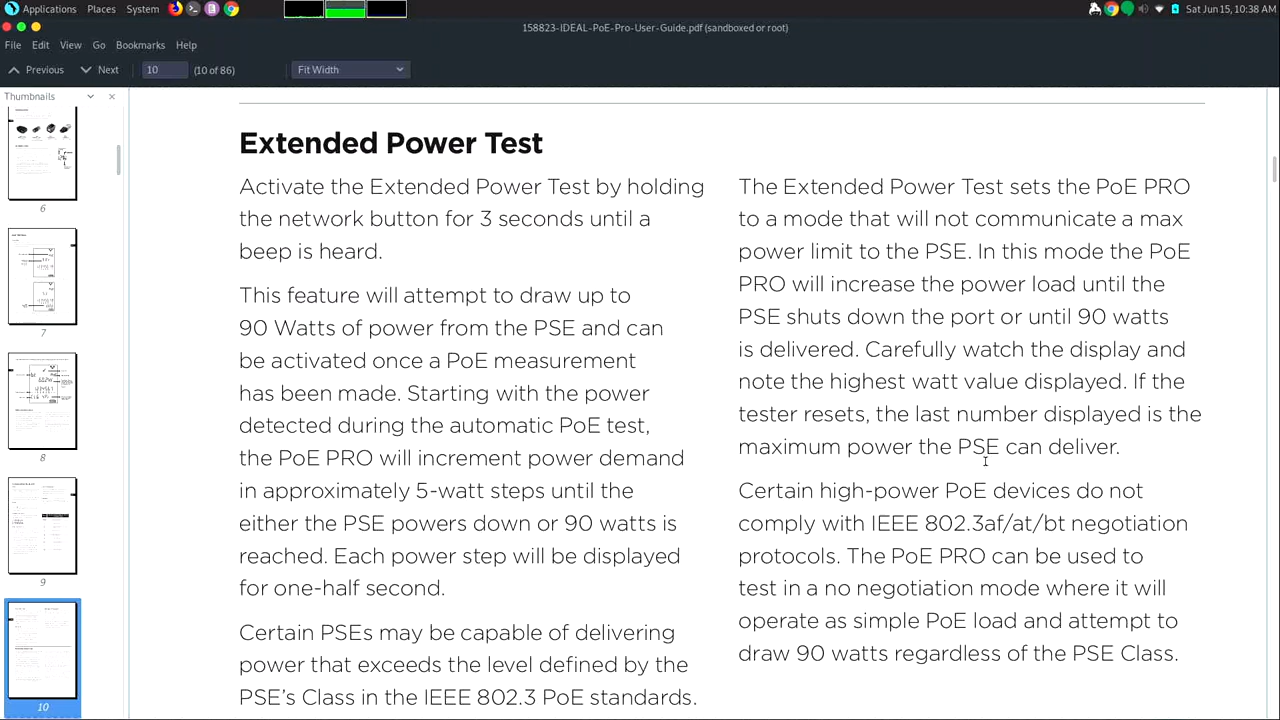 Applications Places System Sat Jun 15, 10:38 AM
158823-IDEAL-PoE-Pro-User-Guide.pdf (sandboxed or root)
File Edit View Go Bookmarks Help
Previous Next 10 (10 of 86) Fit Width
Thumbnails
6
7
8
9
10
Extended Power Test
Activate the Extended Power Test by holding
the network button for 3 seconds until a
beep is heard.
This feature will attempt to draw up to
90 Watts of power from the PSE and can
be activated once a PoE measurement
has been made. Starting with the power
detected during the automatic PoE test,
the PoE PRO will increment power demand
in approximately 5-watt steps until the
either the PSE powers down or 90 watts is
reached. Each power step will be displayed
for one-half second.
Certain PSEs may be capable of delivering
power that exceeds the level defined by the
PSE's Class in the IEEE 802.3 PoE standards.
The Extended Power Test sets the PoE PRO
to a mode that will not communicate a max
power limit to the PSE. In this mode the PoE
PRO will increase the power load until the
PSE shuts down the port or until 90 watts
is delivered. Carefully watch the display and
note the highest watt value displayed. If the
tester resets, the last number displayed is the
maximum power the PSE can deliver.
Certain high-power PoE devices do not
comply with IEEE 802.3af/at/bt negotiation
protocols. The PoE PRO can be used to
test in a no negotiation mode where it will
operate as simple PoE load and attempt to
draw 90 watts regardless of the PSE Class.